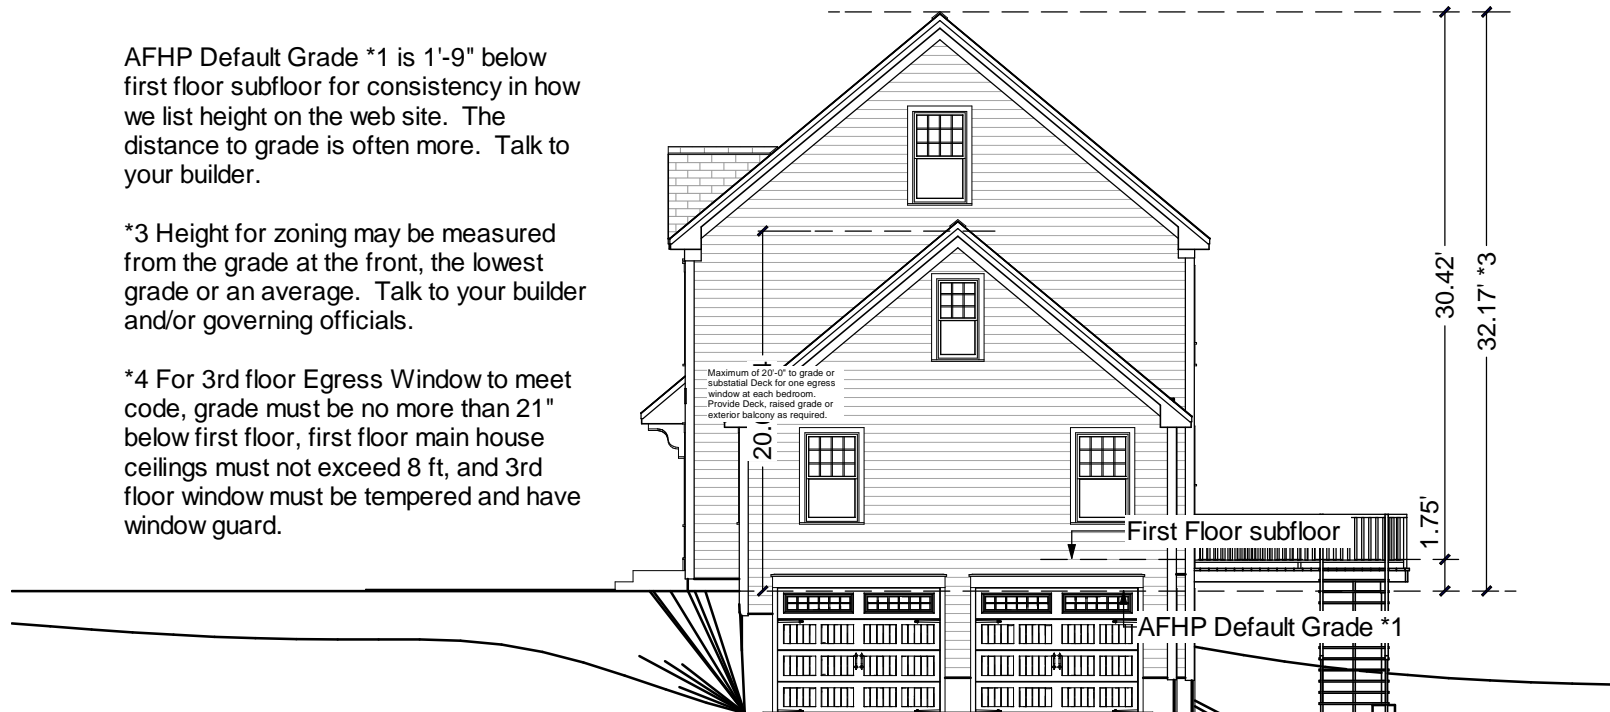 AFHP Default Grade *1 is 1'-9" below
first floor subfloor for consistency in how
we list height on the web site.  The
distance to grade is often more.  Talk to
your builder.
*3 Height for zoning may be measured
from the grade at the front, the lowest
grade or an average.  Talk to your builder
and/or governing officials.
*4 For 3rd floor Egress Window to meet
code, grade must be no more than 21"
below first floor, first floor main house
ceilings must not exceed 8 ft, and 3rd
floor window must be tempered and have
window guard.
Maximum of 20'-0" to grade or
substatial Deck for one egress
window at each bedroom.
Provide Deck, raised grade or
exterior balcony as required.
30.42'
32.17' *3
1.75'
First Floor subfloor
AFHP Default Grade *1